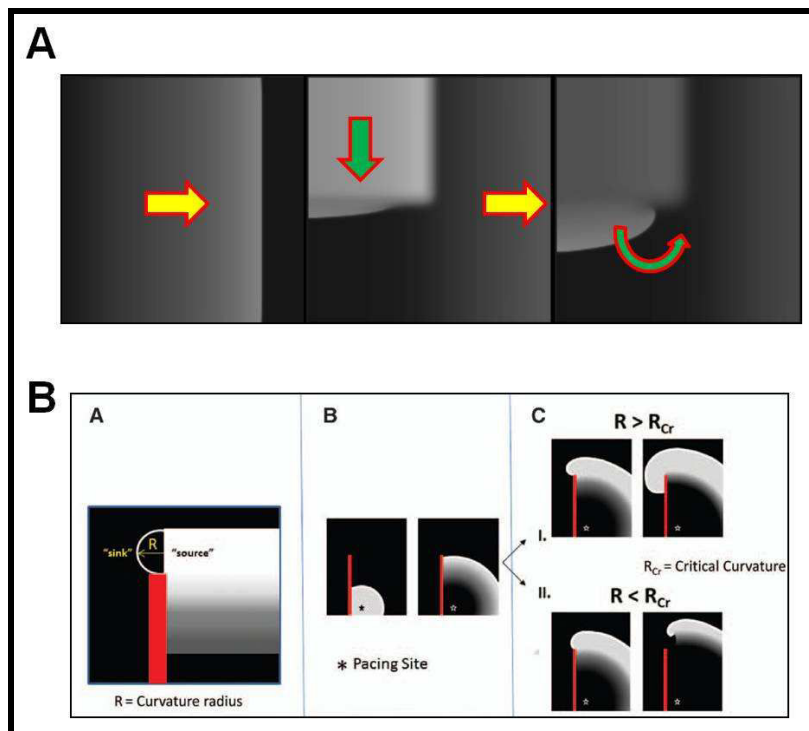 A
B
A
B
C
R > RCr
"sink"
R
"source"
I.
RCr = Critical Curvature
II.
R < RCr
* Pacing Site
R = Curvature radius